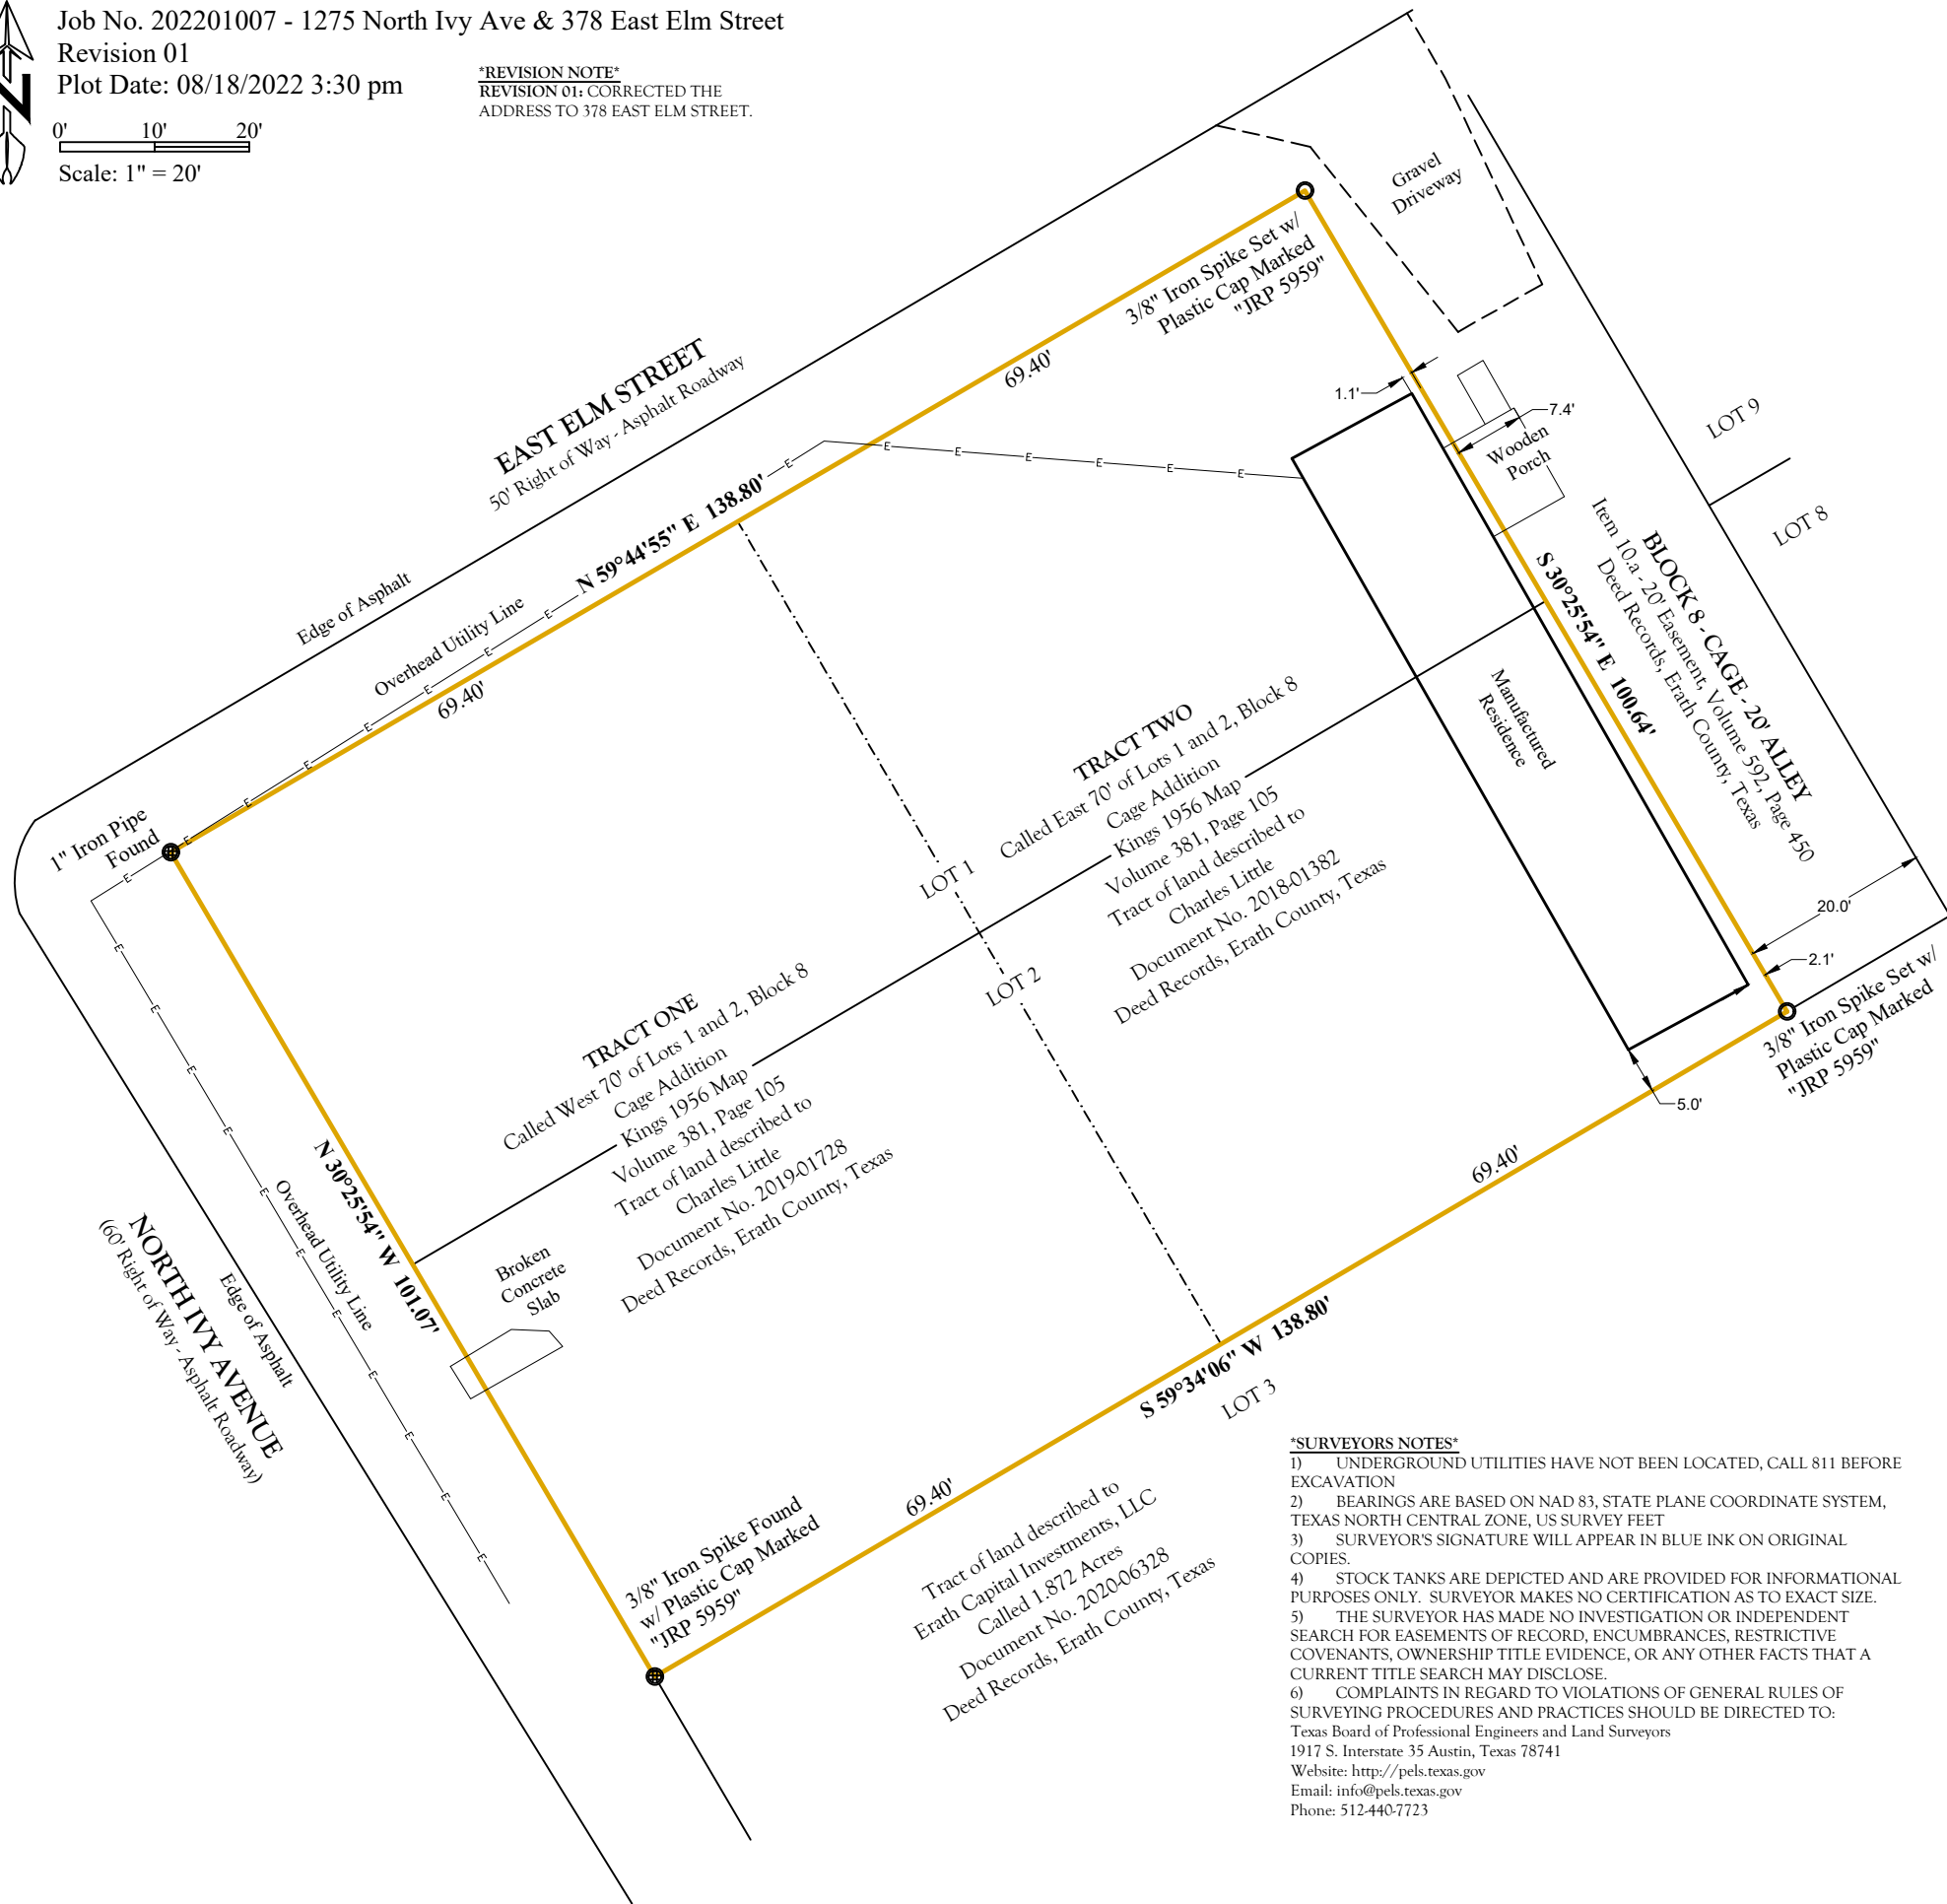 Job No. 202201007 - 1275 North Ivy Ave & 378 East Elm Street
Revision 01
Plot Date: 08/18/2022 3:30 pm
*REVISION NOTE*
REVISION 01: CORRECTED THE
ADDRESS TO 378 EAST ELM STREET.
0' 10' 20'
Scale: 1" = 20'
Gravel
Driveway
3/8" Iron Spike Set w/
Plastic Cap Marked
"JRP 5959"
EAST ELM STREET
50' Right of Way - Asphalt Roadway
69.40'
1.1'
7.4'
Wooden
Porch
LOT 9
LOT 8
N 59°44'55" E 138.80'
E E E E E E E
Edge of Asphalt
Overhead Utility Line
69.40'
E E E E E E E E
BLOCK 8 - CAGE - 20' ALLEY
Item 10.a - 20' Easement, Volume 592, Page 450
Deed Records, Erath County, Texas
S 30°25'54" E 100.64'
Manufactured
Residence
1" Iron Pipe
Found
TRACT TWO
Called East 70' of Lots 1 and 2, Block 8
Cage Addition
Kings 1956 Map
Volume 381, Page 105
Tract of land described to
Charles Little
Document No. 2018-01382
Deed Records, Erath County, Texas
LOT 1
LOT 2
20.0'
2.1'
3/8" Iron Spike Set w/
Plastic Cap Marked
"JRP 5959"
5.0'
TRACT ONE
Called West 70' of Lots 1 and 2, Block 8
Cage Addition
Kings 1956 Map
Volume 381, Page 105
Tract of land described to
Charles Little
Document No. 2019-01728
Deed Records, Erath County, Texas
N 30°25'54" W 101.07'
Overhead Utility Line
E E E E E E E E E E E
Edge of Asphalt
NORTH IVY AVENUE
(60' Right of Way - Asphalt Roadway)
Broken
Concrete
Slab
69.40'
S 59°34'06" W 138.80'
LOT 3
69.40'
3/8" Iron Spike Found
w/ Plastic Cap Marked
"JRP 5959"
Tract of land described to
Erath Capital Investments, LLC
Called 1.872 Acres
Document No. 2020-06328
Deed Records, Erath County, Texas
*SURVEYORS NOTES*
1) UNDERGROUND UTILITIES HAVE NOT BEEN LOCATED, CALL 811 BEFORE
EXCAVATION
2) BEARINGS ARE BASED ON NAD 83, STATE PLANE COORDINATE SYSTEM,
TEXAS NORTH CENTRAL ZONE, US SURVEY FEET
3) SURVEYOR'S SIGNATURE WILL APPEAR IN BLUE INK ON ORIGINAL
COPIES.
4) STOCK TANKS ARE DEPICTED AND ARE PROVIDED FOR INFORMATIONAL
PURPOSES ONLY. SURVEYOR MAKES NO CERTIFICATION AS TO EXACT SIZE.
5) THE SURVEYOR HAS MADE NO INVESTIGATION OR INDEPENDENT
SEARCH FOR EASEMENTS OF RECORD, ENCUMBRANCES, RESTRICTIVE
COVENANTS, OWNERSHIP TITLE EVIDENCE, OR ANY OTHER FACTS THAT A
CURRENT TITLE SEARCH MAY DISCLOSE.
6) COMPLAINTS IN REGARD TO VIOLATIONS OF GENERAL RULES OF
SURVEYING PROCEDURES AND PRACTICES SHOULD BE DIRECTED TO:
Texas Board of Professional Engineers and Land Surveyors
1917 S. Interstate 35 Austin, Texas 78741
Website: http://pels.texas.gov
Email: info@pels.texas.gov
Phone: 512-440-7723